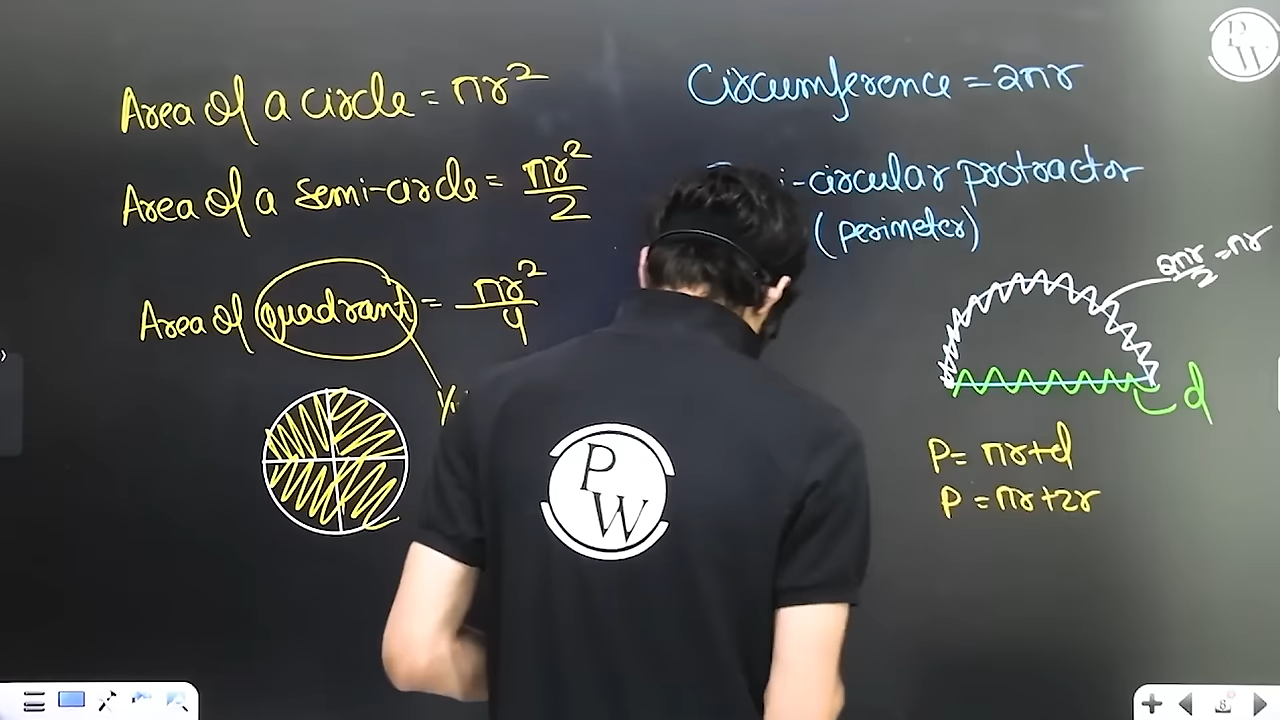 Area of a circle = πr²
Area of a semi-circle = πr²/2
Area of quadrant = πr²/4
Circumference = 2πr
i-circular protractor
(perimeter)
2πr/2 = πr
d
P = πr+d
P = πr+2r
PW
PW
8